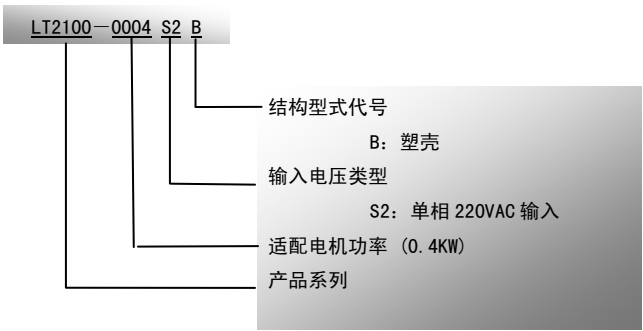 LT2100－0004 S2 B
结构型式代号
B：塑壳
输入电压类型
S2：单相 220VAC 输入
适配电机功率 (0.4KW)
产品系列